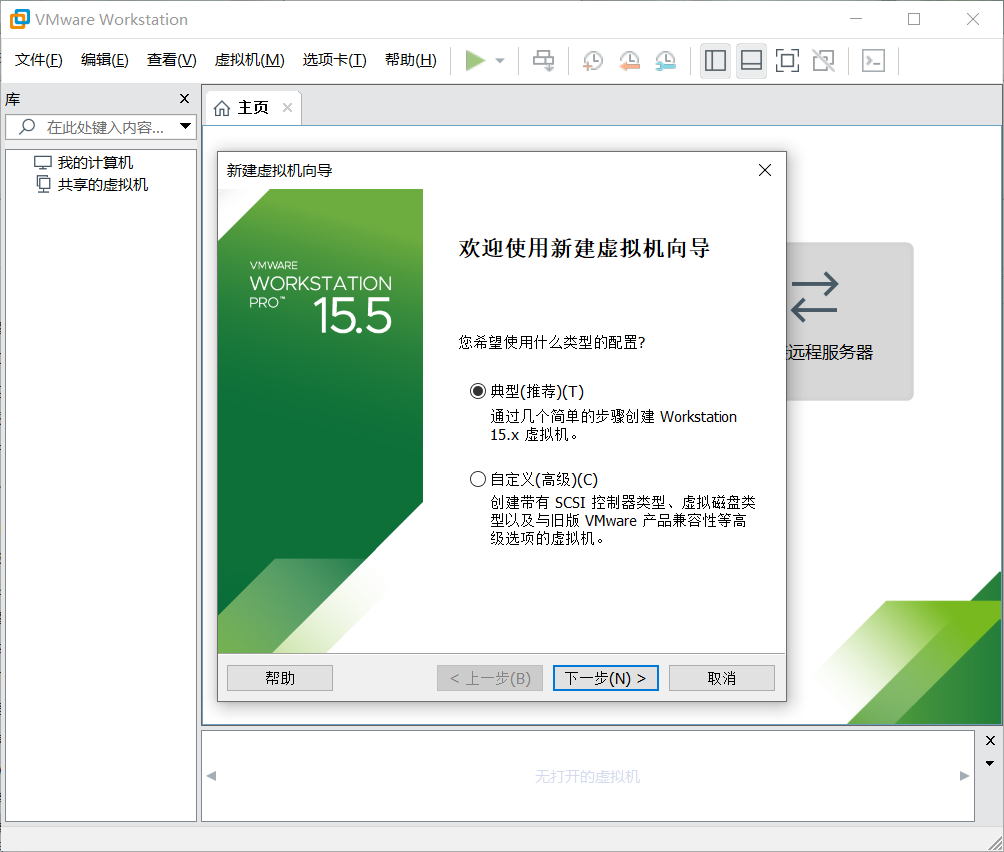 VMware Workstation
文件(F) 编辑(E) 查看(V) 虚拟机(M) 选项卡(T) 帮助(H)
库
主页
在此处键入内容...
我的计算机
共享的虚拟机
新建虚拟机向导
VMWARE
WORKSTATION
PRO™ 15.5
欢迎使用新建虚拟机向导
您希望使用什么类型的配置?
典型(推荐)(T)
通过几个简单的步骤创建 Workstation
15.x 虚拟机。
自定义(高级)(C)
创建带有 SCSI 控制器类型、虚拟磁盘类
型以及与旧版 VMware 产品兼容性等高
级选项的虚拟机。
远程服务器
帮助
< 上一步(B)
下一步(N) >
取消
无打开的虚拟机